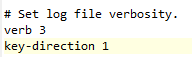 # Set log file verbosity.
verb 3
key-direction 1